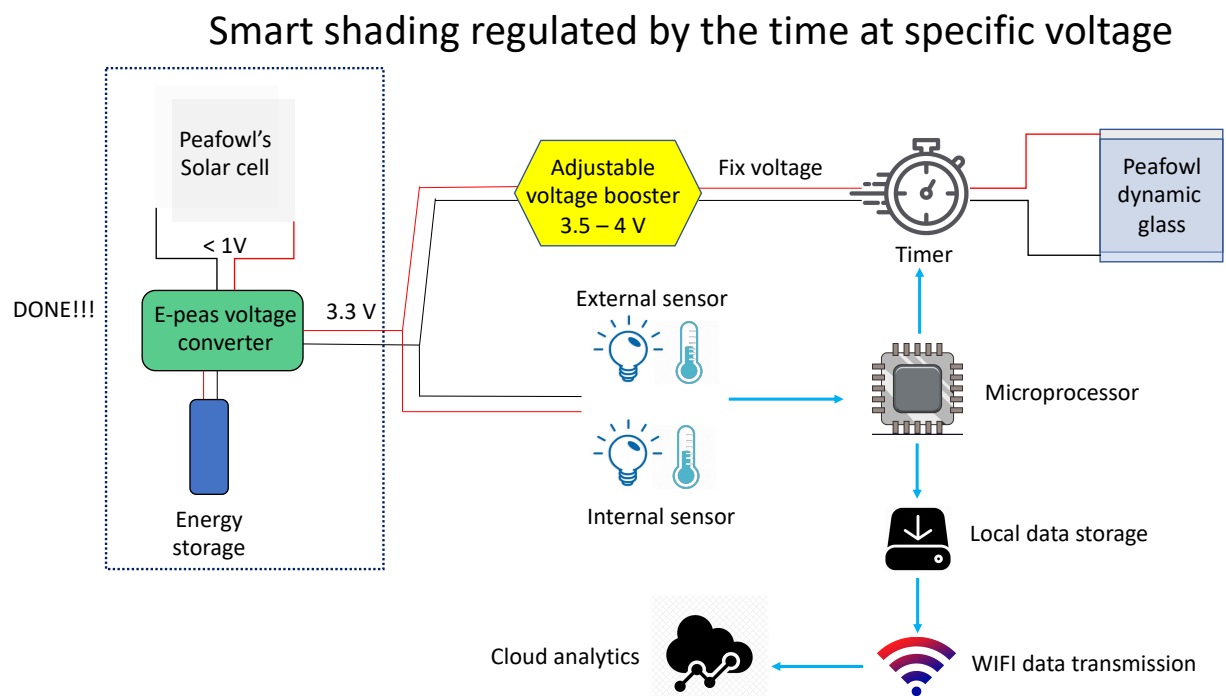 Smart shading regulated by the time at specific voltage
Peafowl's
Solar cell
< 1V
DONE!!!
E-peas voltage
converter
3.3 V
Energy
storage
Adjustable
voltage booster
3.5 – 4 V
Fix voltage
Timer
Peafowl
dynamic
glass
External sensor
Internal sensor
Microprocessor
Local data storage
WIFI data transmission
Cloud analytics